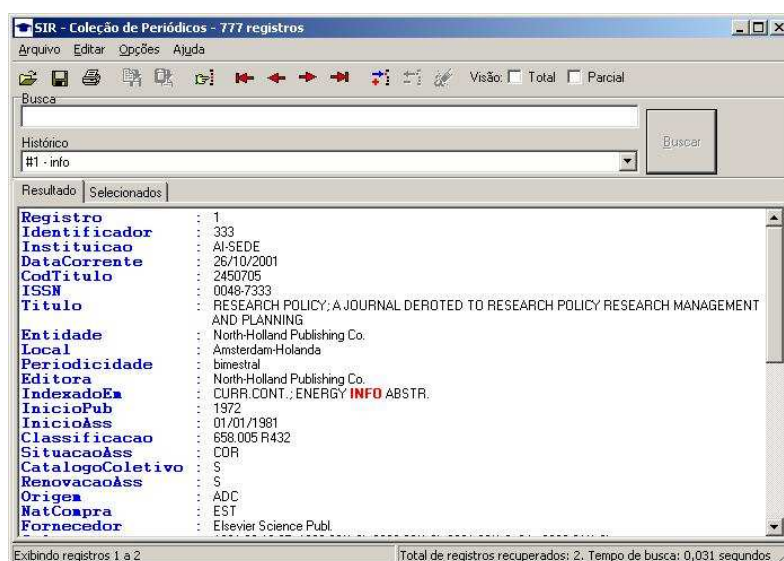 SIR - Coleção de Periódicos - 777 registros
Arquivo Editar Opções Ajuda
Visão: Total Parcial
Busca
Histórico
Buscar
#1 - info
Resultado Selecionados
Registro : 1
Identificador : 333
Instituicao : AI-SEDE
DataCorrente : 26/10/2001
CodTitulo : 2450705
ISSN : 0048-7333
Titulo : RESEARCH POLICY; A JOURNAL DEROTED TO RESEARCH POLICY RESEARCH MANAGEMENT
AND PLANNING
Entidade : North-Holland Publishing Co.
Local : Amsterdam-Holanda
Periodicidade : bimestral
Editora : North-Holland Publishing Co.
IndexadoEm : CURR.CONT.; ENERGY INFO ABSTR.
InicioPub : 1972
InicioAss : 01/01/1981
Classificacao : 658.005 R432
SituacaoAss : COR
CatalogoColetivo : S
RenovacaoAss : S
Origem : ADC
NatCompra : EST
Fornecedor : Elsevier Science Publ.
Exibindo registros 1 a 2
Total de registros recuperados: 2. Tempo de busca: 0,031 segundos